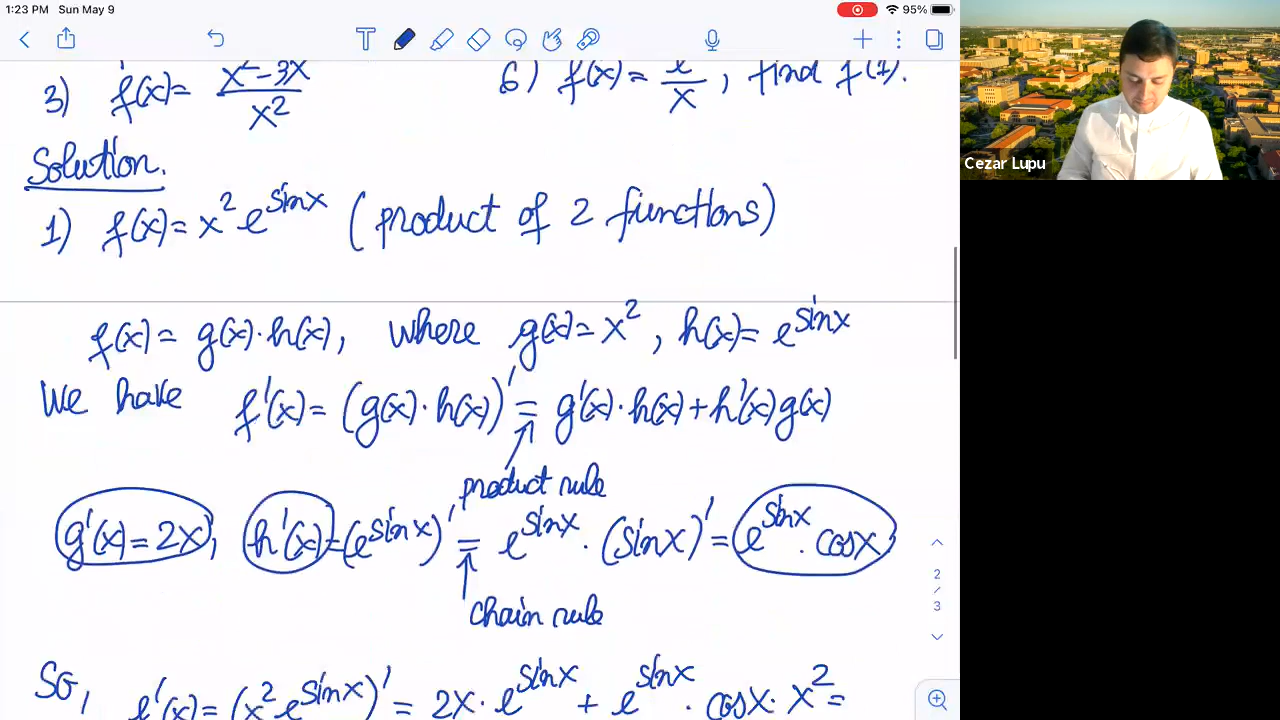 1:23 PM Sun May 9 95%
3) f(x) = x²-3x / x² 6) f(x) = / x , find f'(1).
Solution.
1) f(x) = x² e^sinx (product of 2 functions)
f(x) = g(x)·h(x), where g(x) = x², h(x) = e^sinx
We have f'(x) = (g(x)·h(x))' = g'(x)·h(x) + h'(x)g(x)
product rule
g'(x) = 2x, h'(x) = (e^sinx)' = e^sinx · (sinx)' = e^sinx · cosx
chain rule
2
/
3
So, f'(x) = (x² e^sinx)' = 2x · e^sinx + e^sinx · cosx · x² =
Cezar Lupu